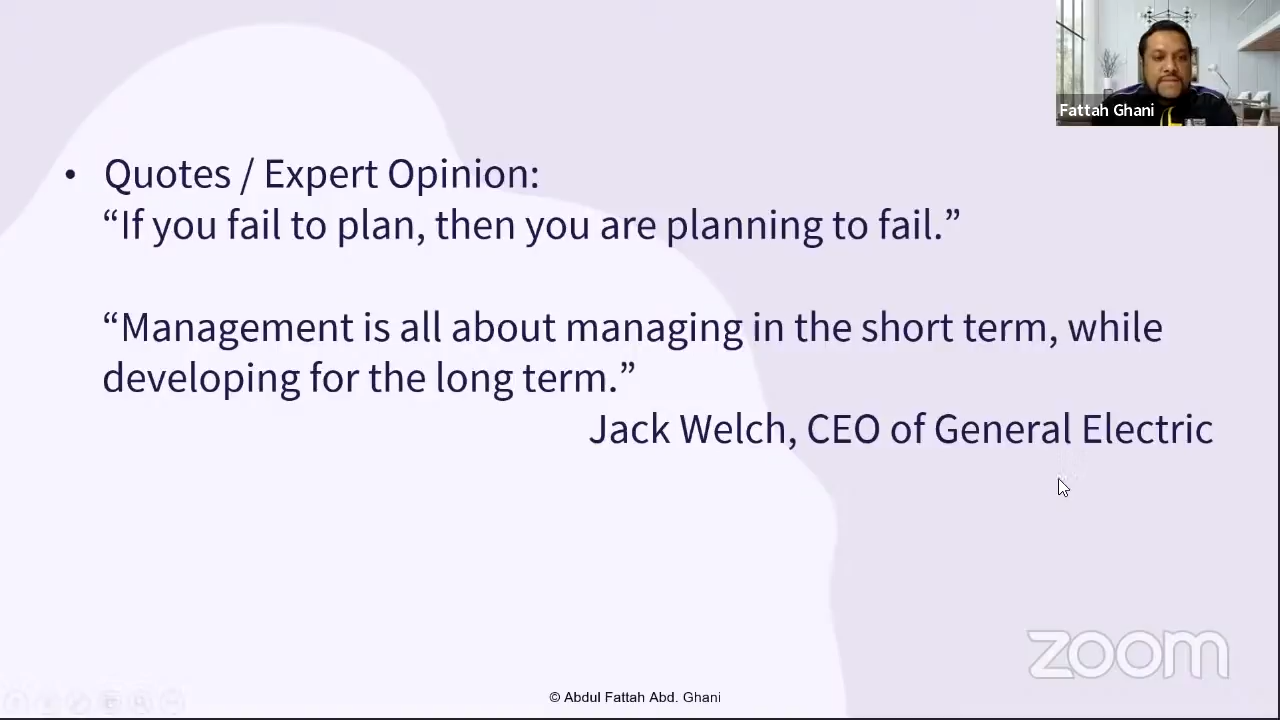 Fattah Ghani
• Quotes / Expert Opinion:
“If you fail to plan, then you are planning to fail.”
“Management is all about managing in the short term, while
developing for the long term.”
Jack Welch, CEO of General Electric
zoom
© Abdul Fattah Abd. Ghani